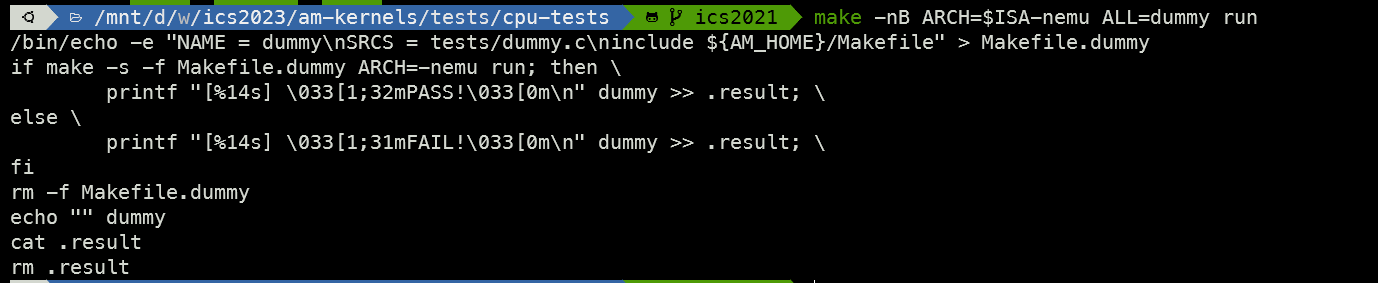 /mnt/d/w/ics2023/am-kernels/tests/cpu-tests ics2021 make -nB ARCH=$ISA-nemu ALL=dummy run
/bin/echo -e "NAME = dummy\nSRCS = tests/dummy.c\ninclude ${AM_HOME}/Makefile" > Makefile.dummy
if make -s -f Makefile.dummy ARCH=-nemu run; then \
        printf "[%14s] \033[1;32mPASS!\033[0m\n" dummy >> .result; \
else \
        printf "[%14s] \033[1;31mFAIL!\033[0m\n" dummy >> .result; \
fi
rm -f Makefile.dummy
echo "" dummy
cat .result
rm .result